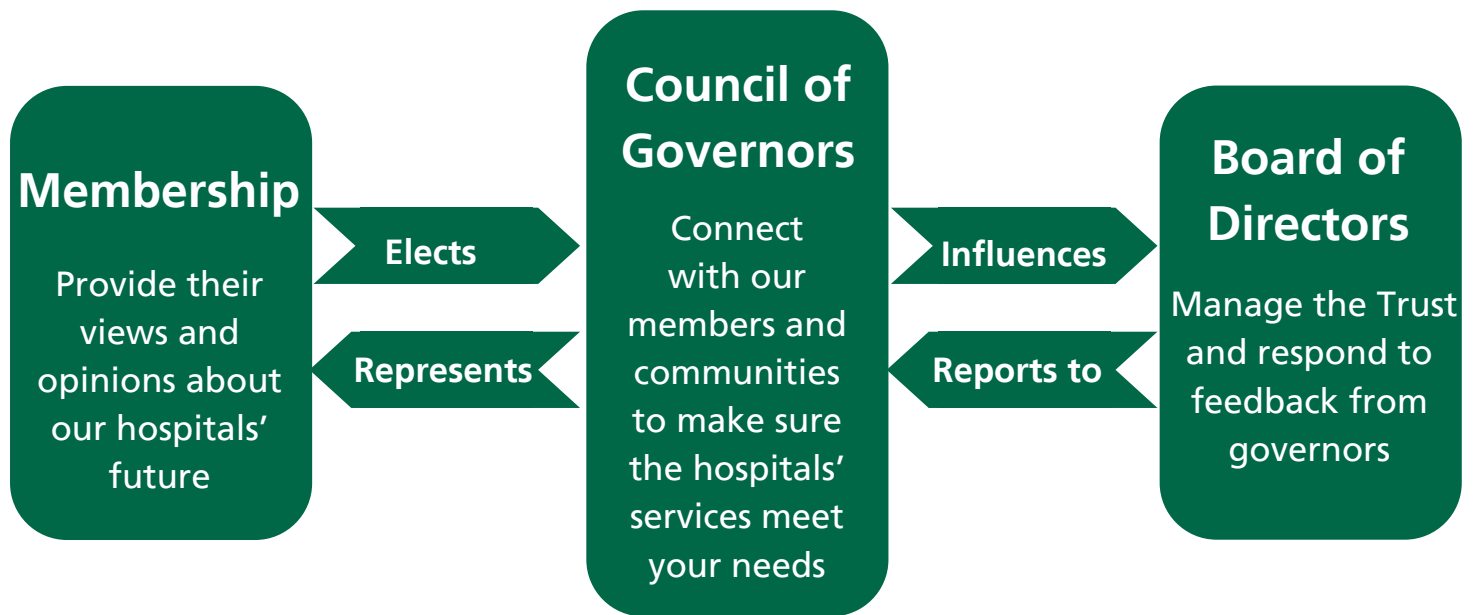 Membership
Provide their
views and
opinions about
our hospitals’
future
Elects
Represents
Council of
Governors
Connect
with our
members and
communities
to make sure
the hospitals’
services meet
your needs
Influences
Reports to
Board of
Directors
Manage the Trust
and respond to
feedback from
governors